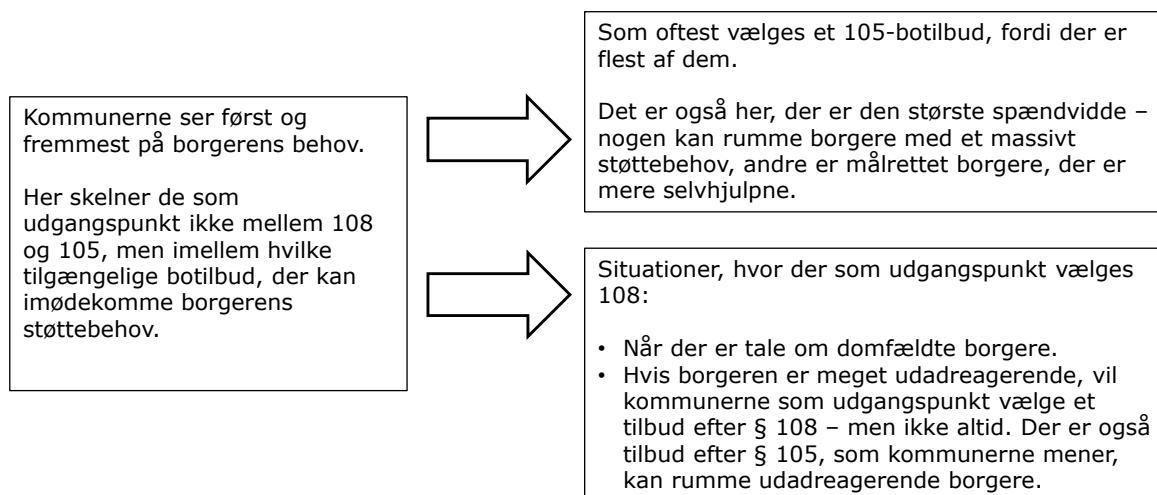 Kommunerne ser først og
fremmest på borgerens behov.
Her skelner de som
udgangspunkt ikke mellem 108
og 105, men imellem hvilke
tilgængelige botilbud, der kan
imødekomme borgerens
støttebehov.
Som oftest vælges et 105-botilbud, fordi der er
flest af dem.
Det er også her, der er den største spændvidde –
nogen kan rumme borgere med et massivt
støttebehov, andre er målrettet borgere, der er
mere selvhjulpne.
Situationer, hvor der som udgangspunkt vælges
108:
• Når der er tale om domfældte borgere.
• Hvis borgeren er meget udadreagerende, vil
kommunerne som udgangspunkt vælge et
tilbud efter § 108 – men ikke altid. Der er også
tilbud efter § 105, som kommunerne mener,
kan rumme udadreagerende borgere.